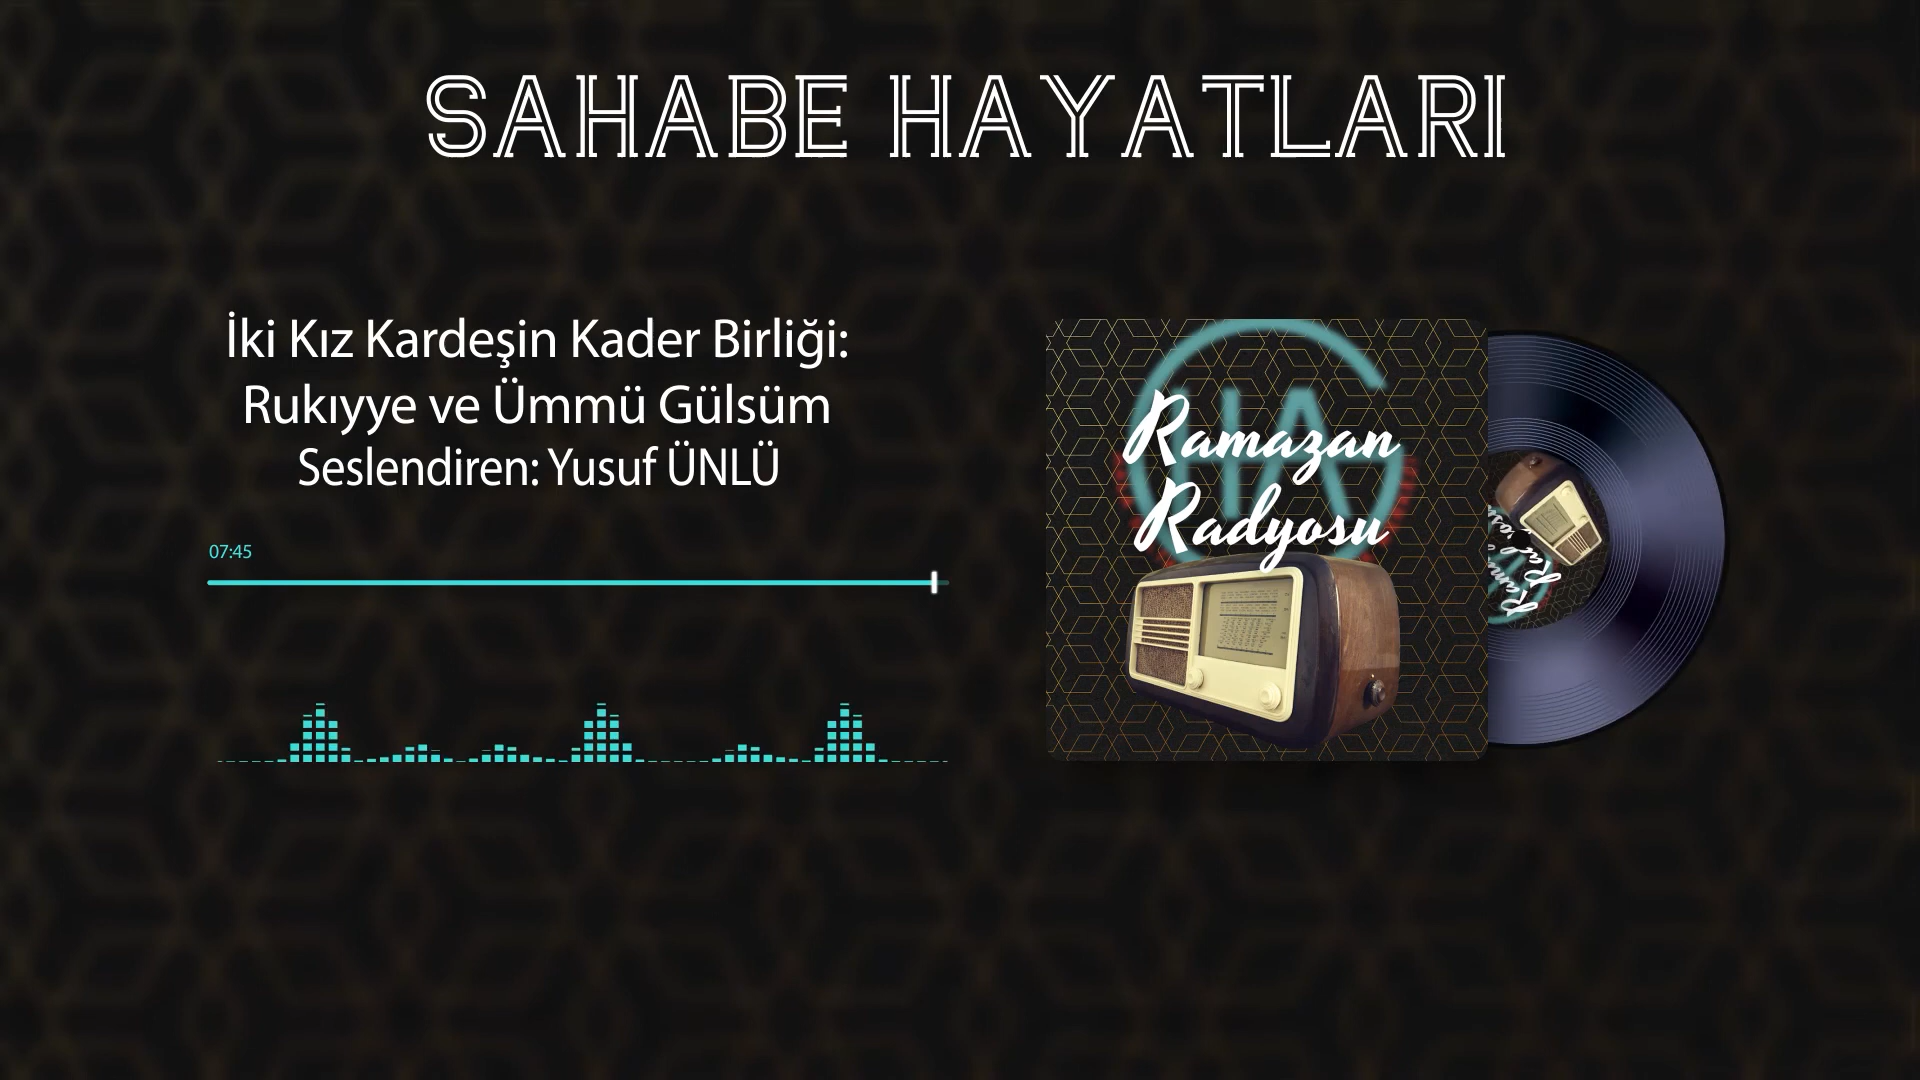 SAHABE HAYATLARI
İki Kız Kardeşin Kader Birliği:
Rukıyye ve Ümmü Gülsüm
Seslendiren: Yusuf ÜNLÜ
07:45
Ramazan
Radyosu